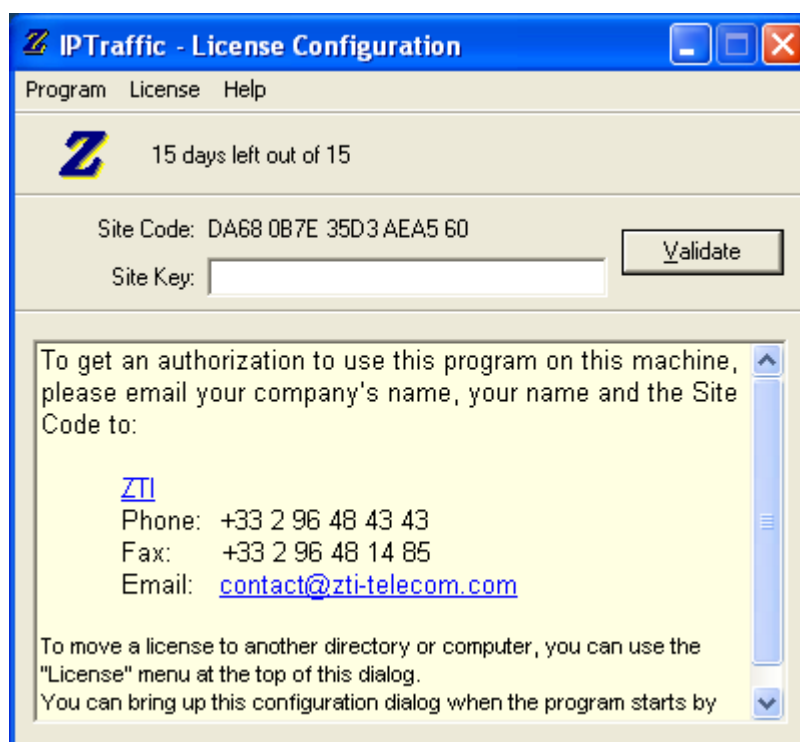 Z IPTraffic - License Configuration
Program License Help
Z 15 days left out of 15
Site Code: DA68 0B7E 35D3 AEA5 60
Site Key:
Validate
To get an authorization to use this program on this machine,
please email your company's name, your name and the Site
Code to:
ZTI
Phone: +33 2 96 48 43 43
Fax: +33 2 96 48 14 85
Email: contact@zti-telecom.com
To move a license to another directory or computer, you can use the
"License" menu at the top of this dialog.
You can bring up this configuration dialog when the program starts by